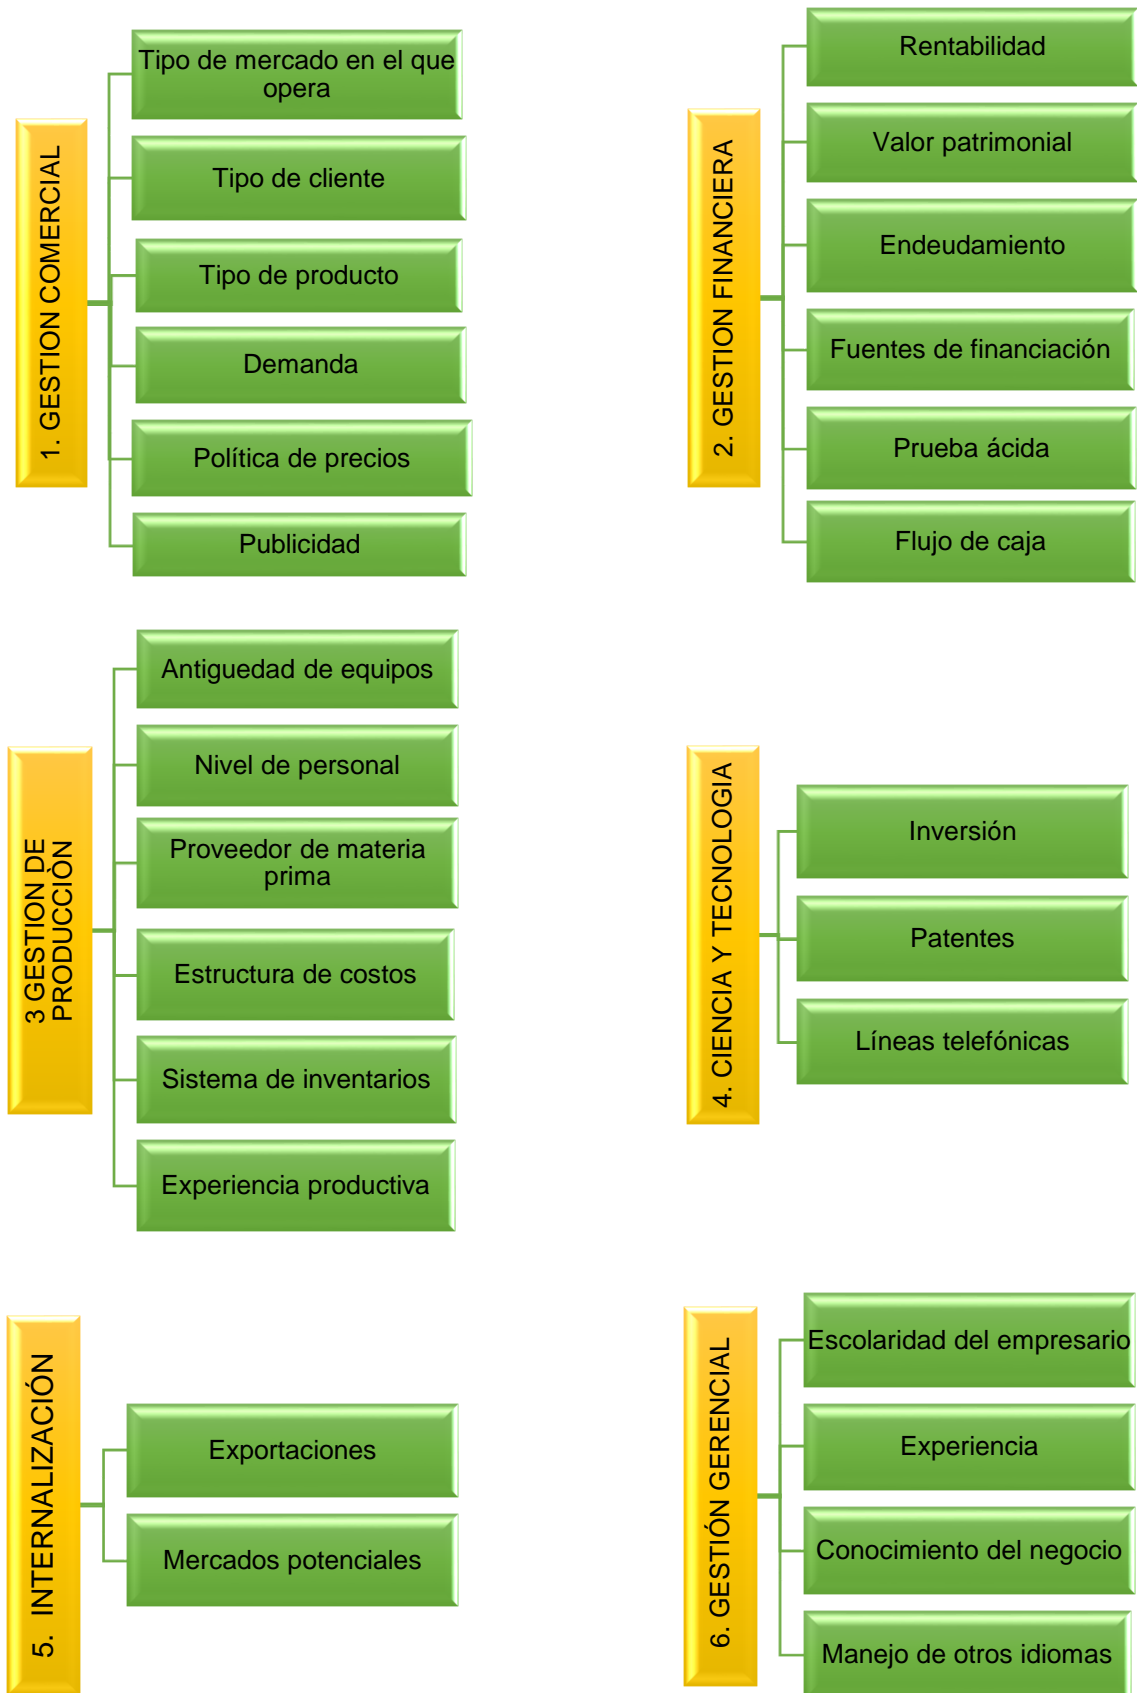 1. GESTION COMERCIAL
Tipo de mercado en el que
opera
Tipo de cliente
Tipo de producto
Demanda
Política de precios
Publicidad
2. GESTION FINANCIERA
Rentabilidad
Valor patrimonial
Endeudamiento
Fuentes de financiación
Prueba ácida
Flujo de caja
3 GESTION DE
PRODUCCIÒN
Antiguedad de equipos
Nivel de personal
Proveedor de materia
prima
Estructura de costos
Sistema de inventarios
Experiencia productiva
4. CIENCIA Y TECNOLOGIA
Inversión
Patentes
Líneas telefónicas
5. INTERNALIZACIÓN
Exportaciones
Mercados potenciales
6. GESTIÓN GERENCIAL
Escolaridad del empresario
Experiencia
Conocimiento del negocio
Manejo de otros idiomas